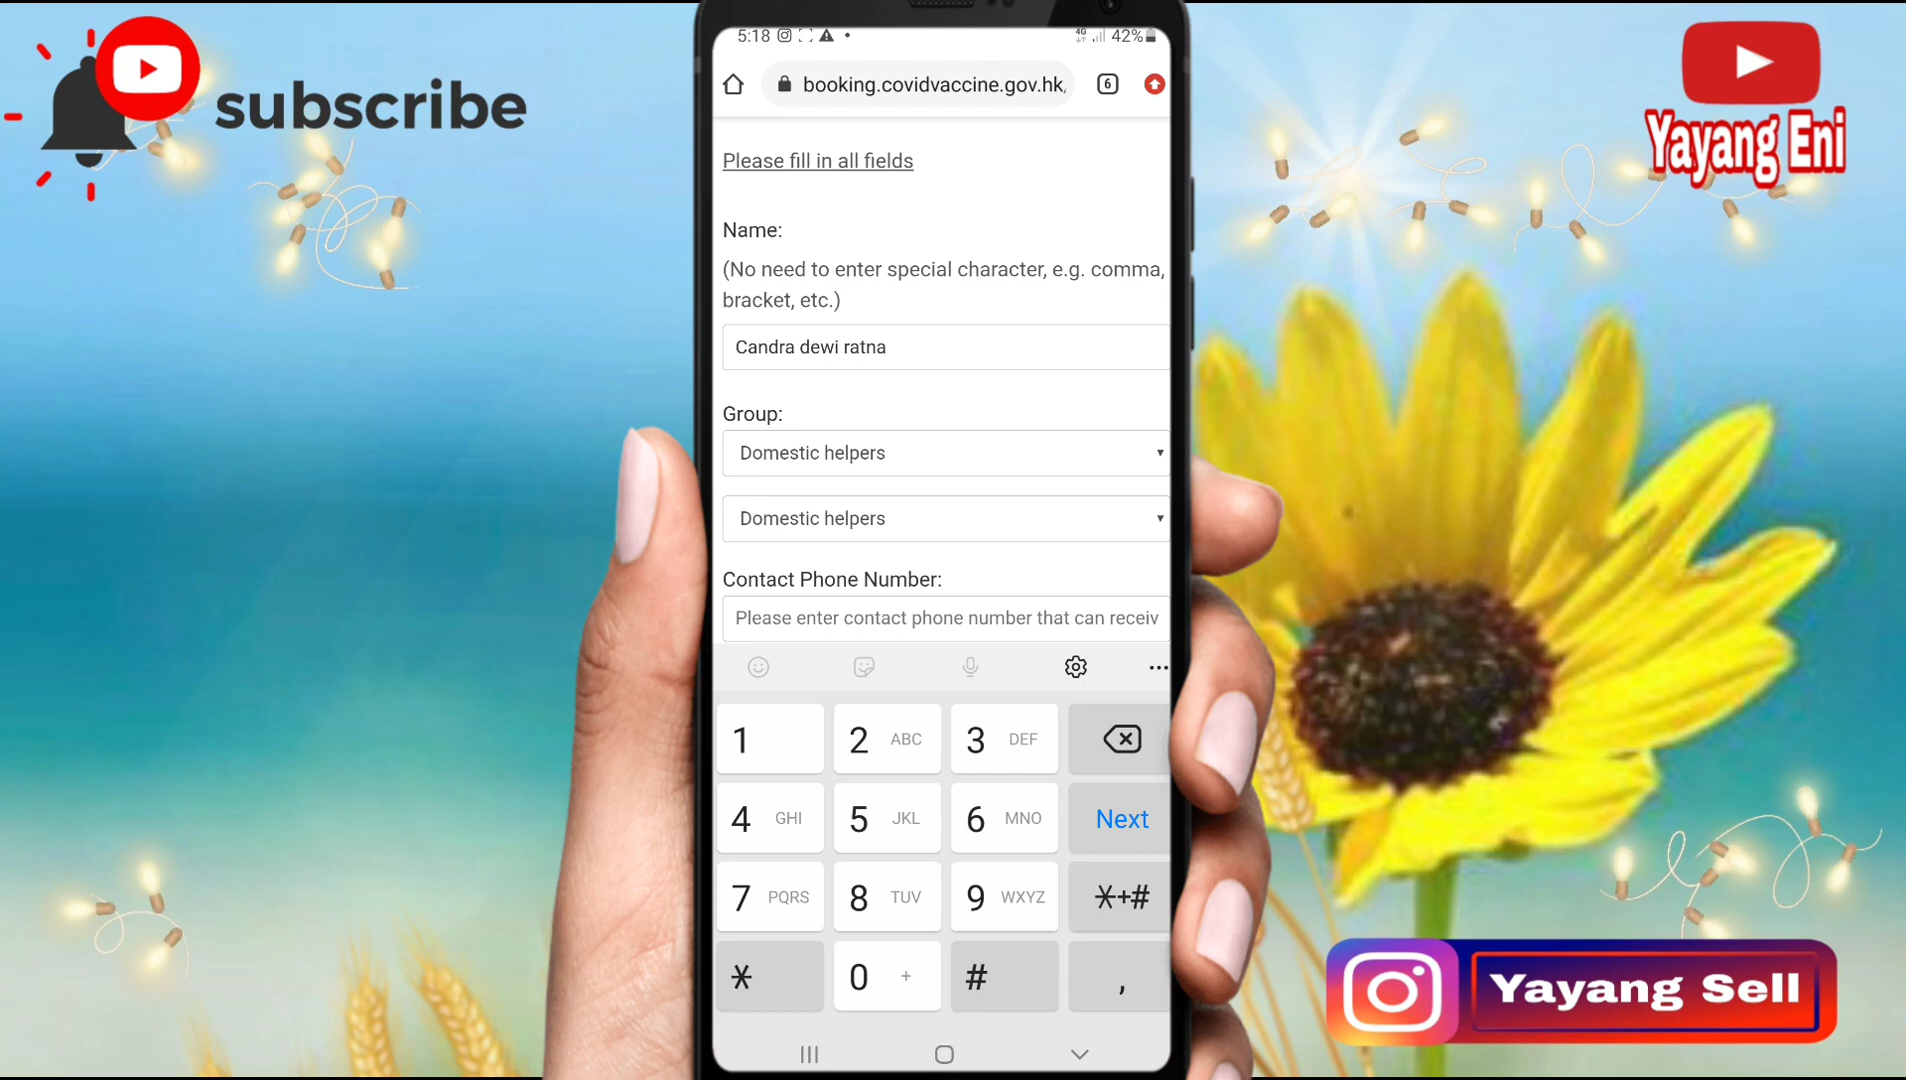 subscribe
Yayang Eni
5:18
4G
42%
booking.covidvaccine.gov.hk
6
Please fill in all fields
Name:
(No need to enter special character, e.g. comma,
bracket, etc.)
Candra dewi ratna
Group:
Domestic helpers
Domestic helpers
Contact Phone Number:
Please enter contact phone number that can receiv
1
2 ABC
3 DEF
4 GHI
5 JKL
6 MNO
Next
7 PQRS
8 TUV
9 WXYZ
*+#
*
0 +
#
,
Yayang Sell